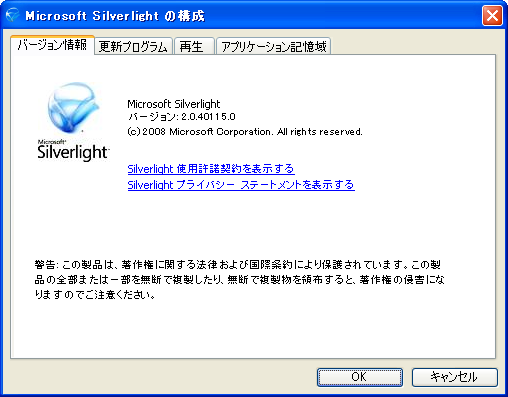 Microsoft Silverlight の構成
バージョン情報
更新プログラム
再生
アプリケーション記憶域
Microsoft Silverlight
バージョン: 2.0.40115.0
(c)2008 Microsoft Corporation. All rights reserved.
Microsoft®
Silverlight™
Silverlight 使用許諾契約を表示する
Silverlight プライバシー ステートメントを表示する
警告: この製品は、著作権に関する法律および国際条約により保護されています。この製
品の全部または一部を無断で複製したり、無断で複製物を頒布すると、著作権の侵害にな
りますのでご注意ください。
OK
キャンセル